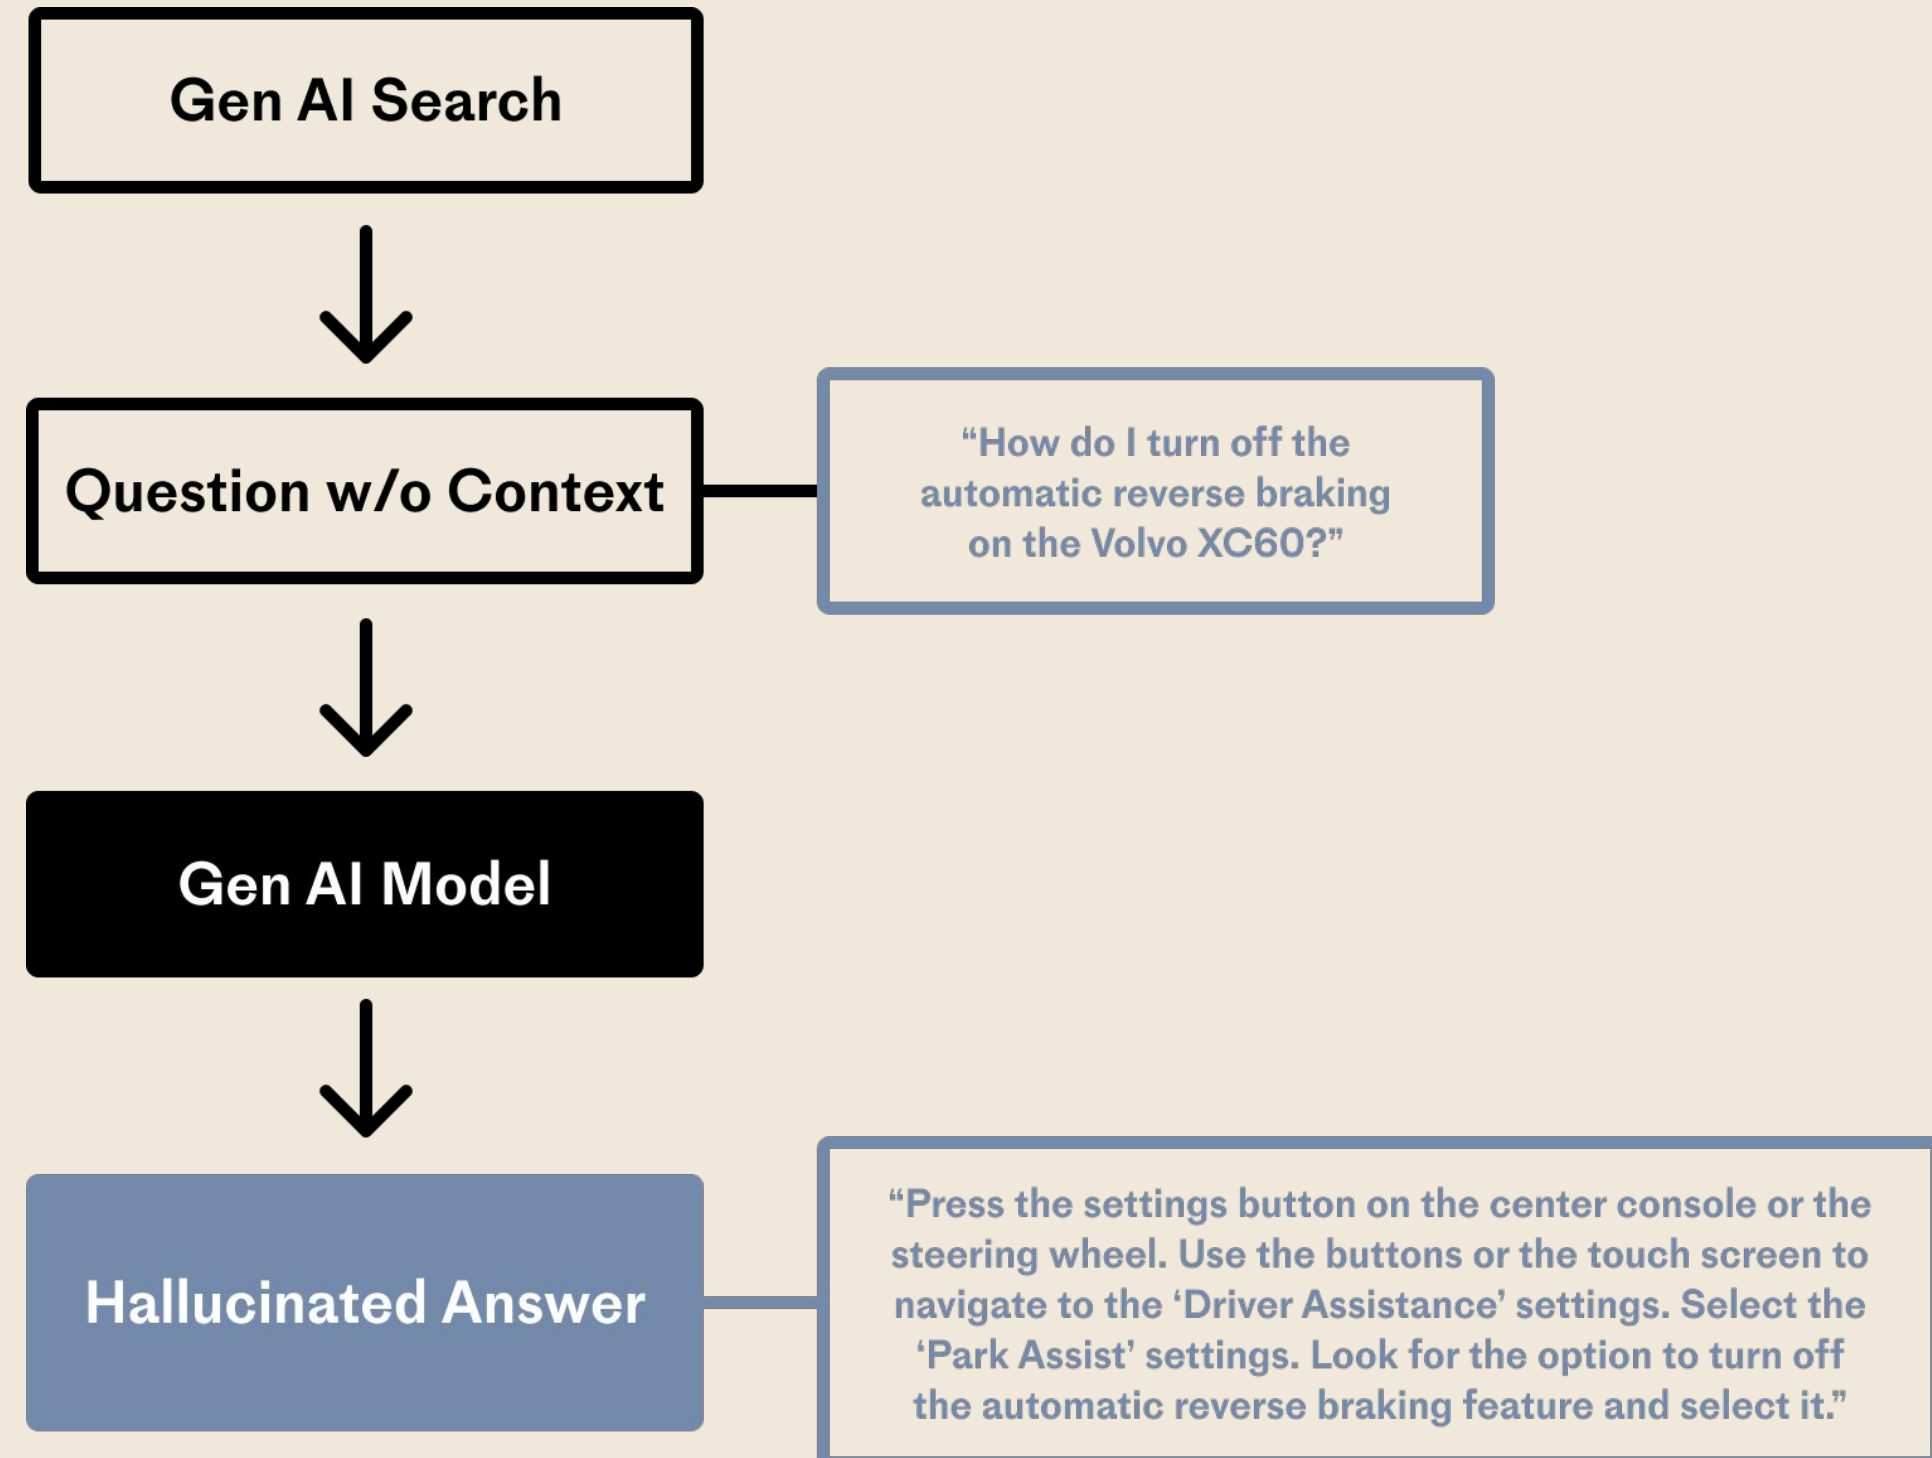 Gen AI Search
Question w/o Context
“How do I turn off the
automatic reverse braking
on the Volvo XC60?”
Gen AI Model
Hallucinated Answer
“Press the settings button on the center console or the
steering wheel. Use the buttons or the touch screen to
navigate to the ‘Driver Assistance’ settings. Select the
‘Park Assist’ settings. Look for the option to turn off
the automatic reverse braking feature and select it.”